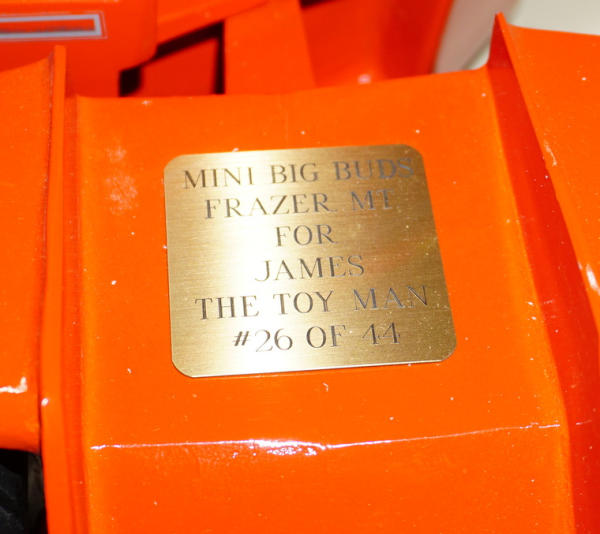 MINI BIG BUDS
FRAZER MT.
FOR
JAMES
THE TOY MAN
#26 OF 44